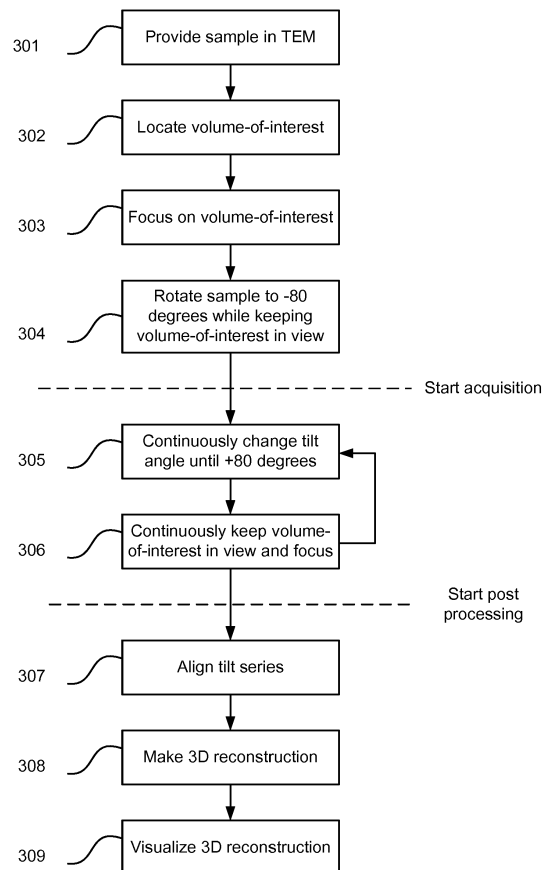 301
Provide sample in TEM
302
Locate volume-of-interest
303
Focus on volume-of-interest
304
Rotate sample to -80
degrees while keeping
volume-of-interest in view
Start acquisition
305
Continuously change tilt
angle until +80 degrees
306
Continuously keep volume-
of-interest in view and focus
Start post
processing
307
Align tilt series
308
Make 3D reconstruction
309
Visualize 3D reconstruction